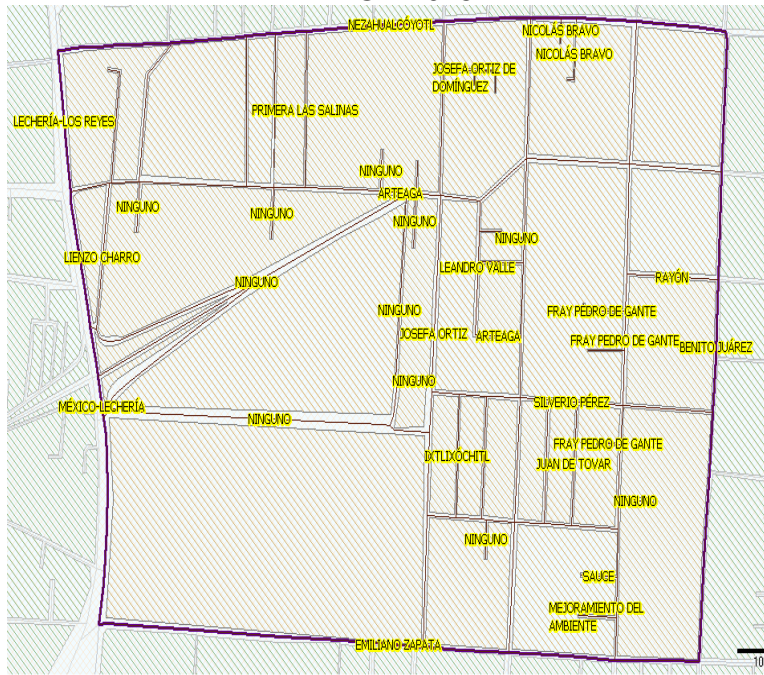 NEZAHUALCÓYOTL
NICOLÁS BRAVO
NICOLÁS BRAVO
JOSEFA ORTIZ DE
DOMÍNGUEZ
PRIMERA LAS SALINAS
LECHERÍA-LOS REYES
NINGUNO
ARTEAGA
NINGUNO
NINGUNO
NINGUNO
NINGUNO
LIENZO CHARRO
LEANDRO VALLE
NINGUNO
RAYÓN
NINGUNO
FRAY PEDRO DE GANTE
JOSEFA ORTIZ
ARTEAGA
FRAY PEDRO DE GANTE
BENITO JUÁREZ
NINGUNO
MÉXICO-LECHERÍA
SILVERIO PÉREZ
NINGUNO
FRAY PEDRO DE GANTE
IXTLIXÓCHITL
JUAN DE TOVAR
NINGUNO
NINGUNO
SAUCE
MEJORAMIENTO DEL
AMBIENTE
EMILIANO ZAPATA
10